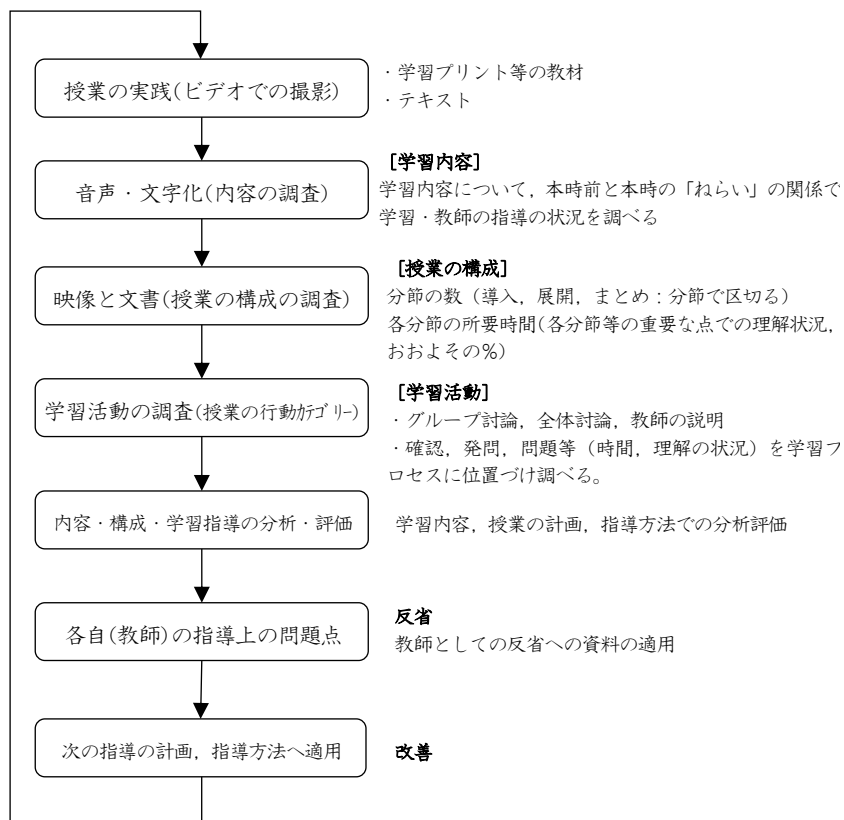 授業の実践(ビデオでの撮影)
・学習プリント等の教材
・テキスト
音声・文字化(内容の調査)
[学習内容]
学習内容について，本時前と本時の「ねらい」の関係で
学習・教師の指導の状況を調べる
映像と文書(授業の構成の調査)
[授業の構成]
分節の数（導入，展開，まとめ：分節で区切る）
各分節の所要時間(各分節等の重要な点での理解状況，
おおよその%)
学習活動の調査(授業の行動ｶﾃｺﾞﾘｰ)
[学習活動]
・グループ討論，全体討論，教師の説明
・確認，発問，問題等（時間，理解の状況）を学習プ
ロセスに位置づけ調べる。
内容・構成・学習指導の分析・評価
学習内容，授業の計画，指導方法での分析評価
各自(教師)の指導上の問題点
反省
教師としての反省への資料の適用
次の指導の計画，指導方法へ適用
改善